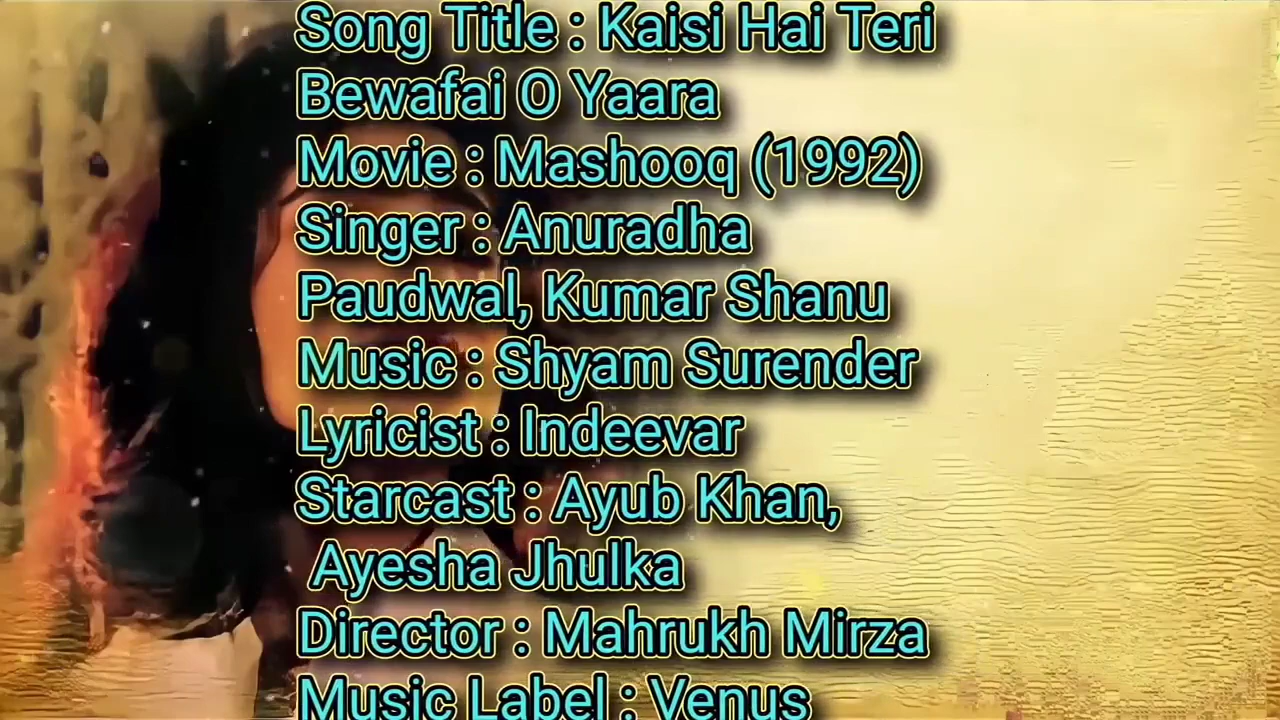 Song Title : Kaisi Hai Teri
Bewafai O Yaara
Movie : Mashooq (1992)
Singer : Anuradha
Paudwal, Kumar Shanu
Music : Shyam Surender
Lyricist : Indeevar
Starcast : Ayub Khan,
Ayesha Jhulka
Director : Mahrukh Mirza
Music Label : Venus